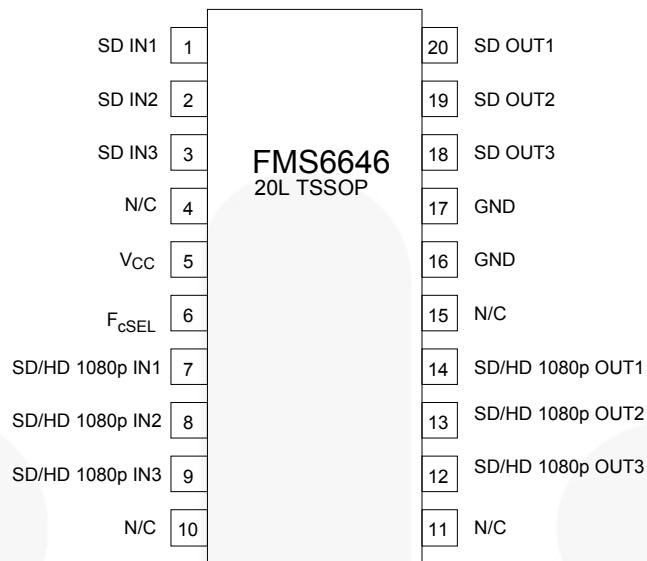 SD IN1 1 20 SD OUT1
SD IN2 2 19 SD OUT2
SD IN3 3 18 SD OUT3
FMS6646
20L TSSOP
N/C 4 17 GND
VCC 5 16 GND
FcSEL 6 15 N/C
SD/HD 1080p IN1 7 14 SD/HD 1080p OUT1
SD/HD 1080p IN2 8 13 SD/HD 1080p OUT2
SD/HD 1080p IN3 9 12 SD/HD 1080p OUT3
N/C 10 11 N/C